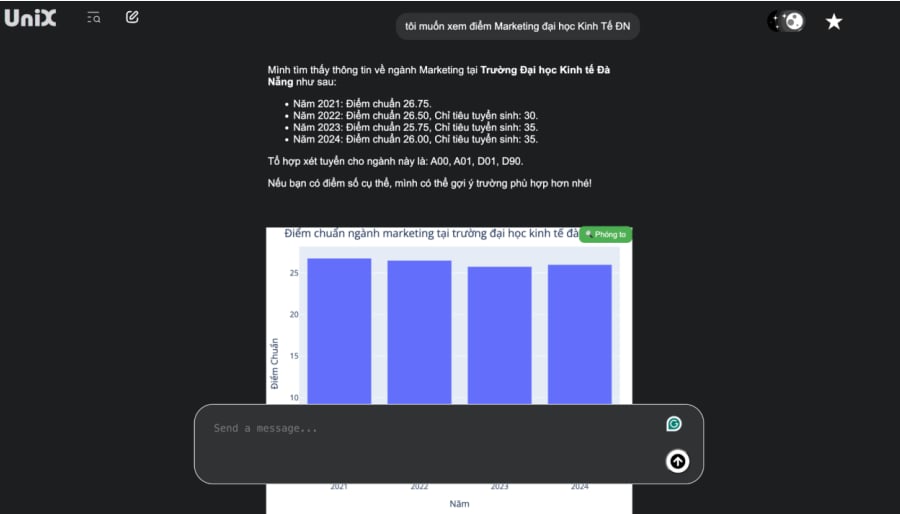 UniX
tôi muốn xem điểm Marketing đại học Kinh Tế ĐN
Mình tìm thấy thông tin về ngành Marketing tại Trường Đại học Kinh tế Đà
Nẵng như sau:
• Năm 2021: Điểm chuẩn 26.75.
• Năm 2022: Điểm chuẩn 26.50, Chỉ tiêu tuyển sinh: 30.
• Năm 2023: Điểm chuẩn 25.75, Chỉ tiêu tuyển sinh: 35.
• Năm 2024: Điểm chuẩn 26.00, Chỉ tiêu tuyển sinh: 35.
Tổ hợp xét tuyển cho ngành này là: A00, A01, D01, D90.
Nếu bạn có điểm số cụ thể, mình có thể gợi ý trường phù hợp hơn nhé!
Điểm chuẩn ngành marketing tại trường đại học kinh tế đà
Phóng to
25
20
15
10
Điểm Chuẩn
Send a message...
2021 2022 2023 2024
Năm